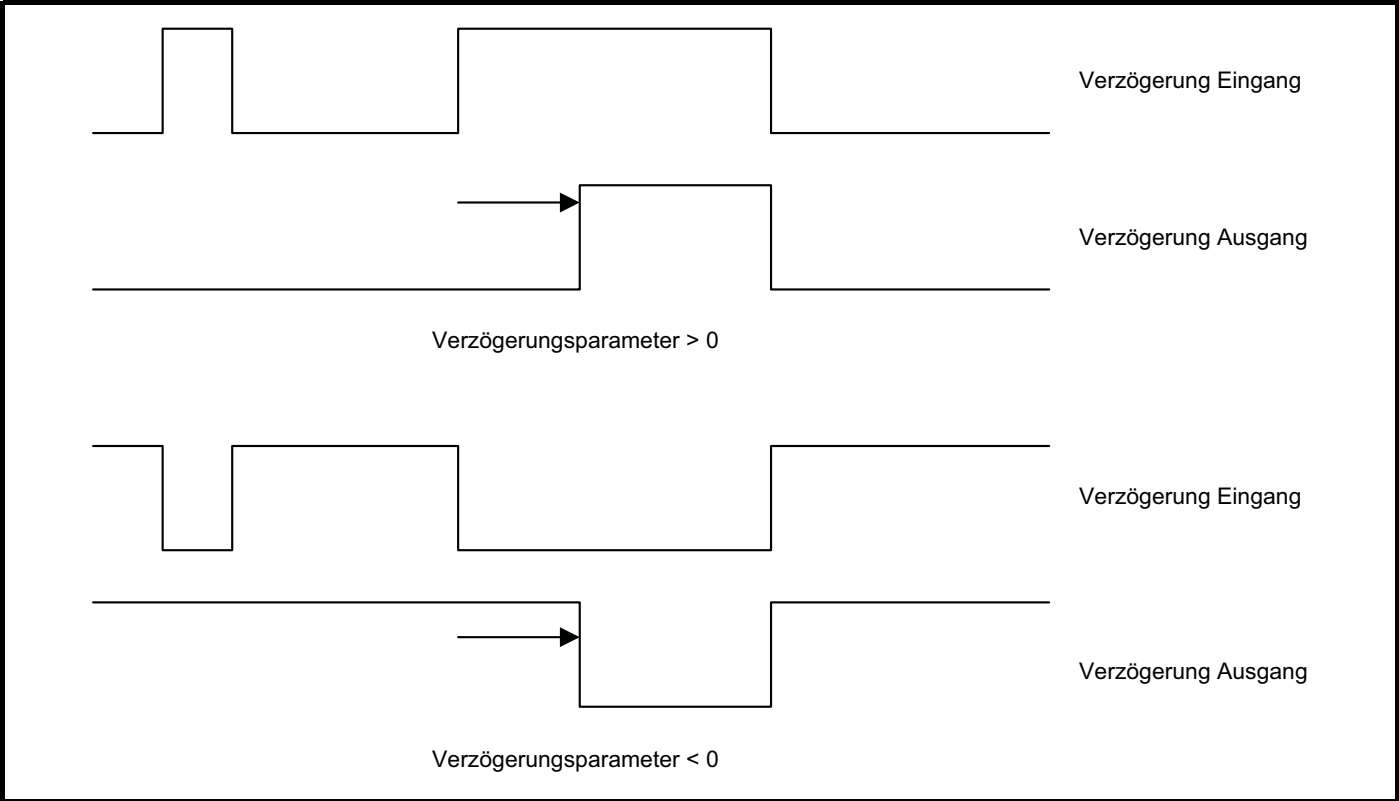 Verzögerung Eingang
Verzögerung Ausgang
Verzögerungsparameter > 0
Verzögerung Eingang
Verzögerung Ausgang
Verzögerungsparameter < 0